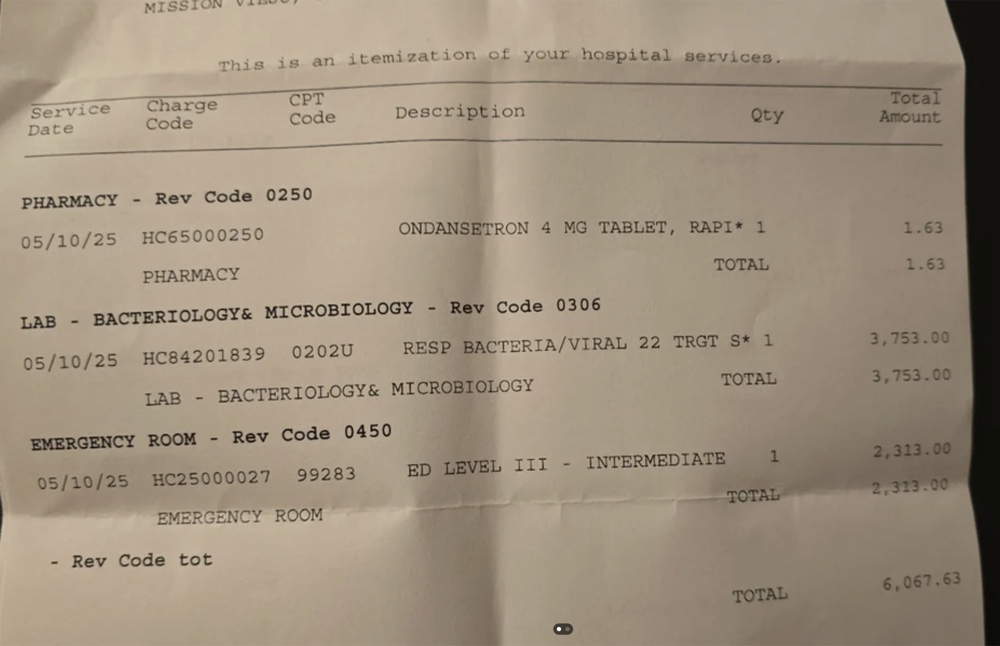 MISSION
This is an itemization of your hospital services.
Service Date Charge Code CPT Code Description Qty Total Amount
PHARMACY - Rev Code 0250
05/10/25 HC65000250 ONDANSETRON 4 MG TABLET, RAPI* 1 1.63
PHARMACY TOTAL 1.63
LAB - BACTERIOLOGY& MICROBIOLOGY - Rev Code 0306
05/10/25 HC84201839 0202U RESP BACTERIA/VIRAL 22 TRGT S* 1 3,753.00
LAB - BACTERIOLOGY& MICROBIOLOGY TOTAL 3,753.00
EMERGENCY ROOM - Rev Code 0450
05/10/25 HC25000027 99283 ED LEVEL III - INTERMEDIATE 1 2,313.00
EMERGENCY ROOM TOTAL 2,313.00
- Rev Code tot
TOTAL 6,067.63